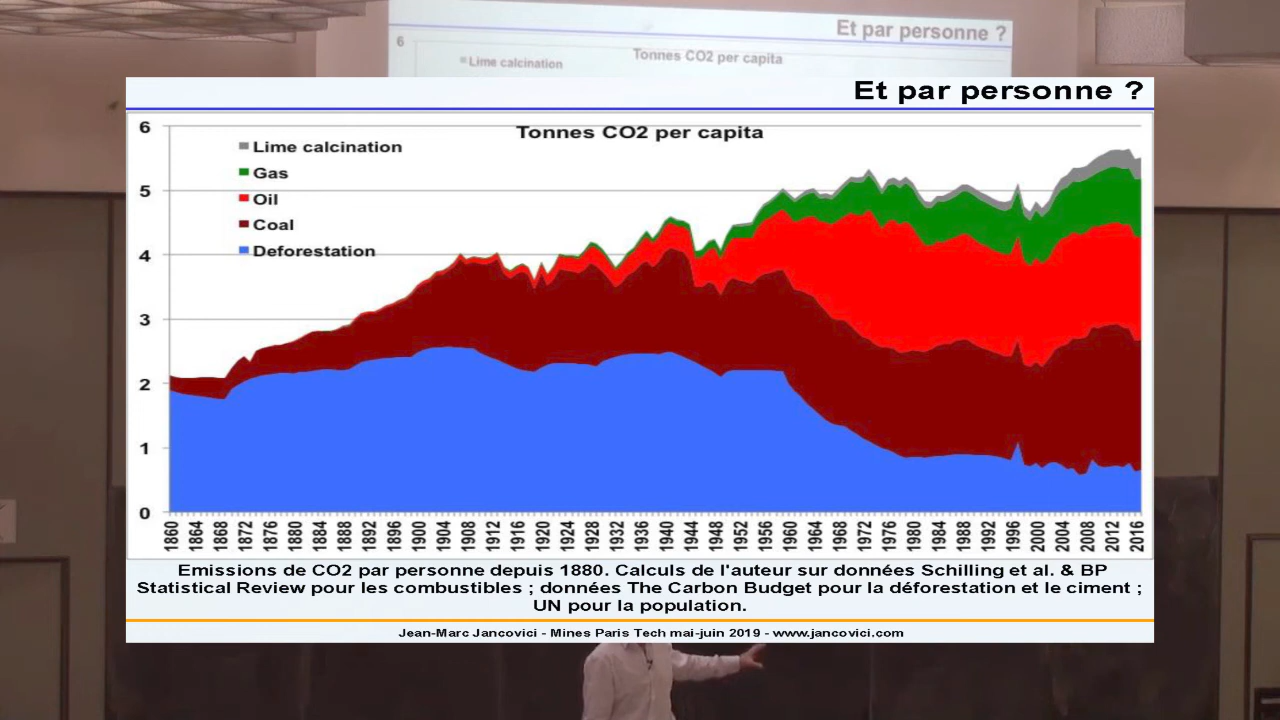 Et par personne ?
6
Lime calcination
Tonnes CO2 per capita
Et par personne ?
Tonnes CO2 per capita
Lime calcination
Gas
Oil
Coal
Deforestation
6
5
4
3
2
1
0
1860 1864 1868 1872 1876 1880 1884 1888 1892 1896 1900 1904 1908 1912 1916 1920 1924 1928 1932 1936 1940 1944 1948 1952 1956 1960 1964 1968 1972 1976 1980 1984 1988 1992 1996 2000 2004 2008 2012 2016
Emissions de CO2 par personne depuis 1880. Calculs de l'auteur sur données Schilling et al. & BP
Statistical Review pour les combustibles ; données The Carbon Budget pour la déforestation et le ciment ;
UN pour la population.
Jean-Marc Jancovici - Mines Paris Tech mai-juin 2019 - www.jancovici.com